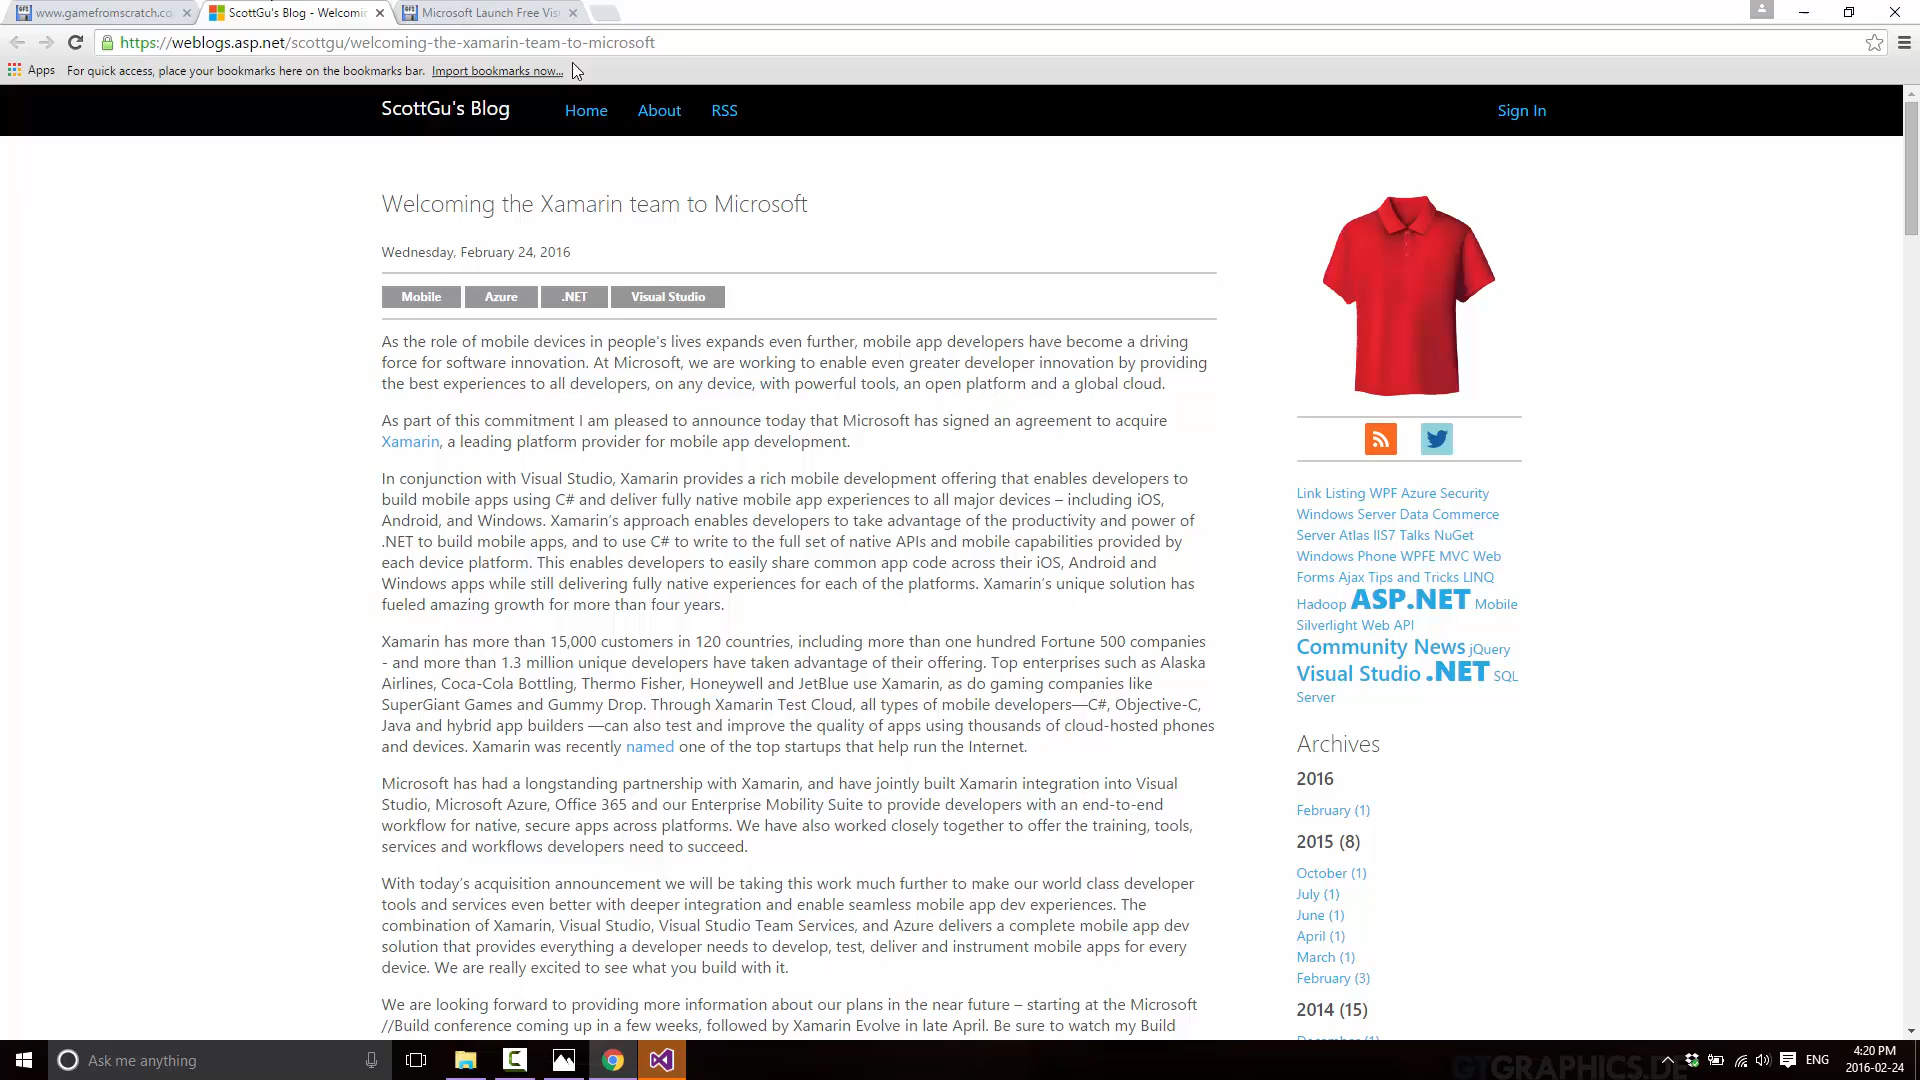 www.gamefromscratch.co
ScottGu's Blog - Welcomin
Microsoft Launch Free Vis
https://weblogs.asp.net/scottgu/welcoming-the-xamarin-team-to-microsoft
Apps For quick access, place your bookmarks here on the bookmarks bar. Import bookmarks now...
ScottGu's Blog Home About RSS Sign In
Welcoming the Xamarin team to Microsoft
Wednesday, February 24, 2016
Mobile Azure .NET Visual Studio
As the role of mobile devices in people's lives expands even further, mobile app developers have become a driving
force for software innovation. At Microsoft, we are working to enable even greater developer innovation by providing
the best experiences to all developers, on any device, with powerful tools, an open platform and a global cloud.
As part of this commitment I am pleased to announce today that Microsoft has signed an agreement to acquire
Xamarin, a leading platform provider for mobile app development.
In conjunction with Visual Studio, Xamarin provides a rich mobile development offering that enables developers to
build mobile apps using C# and deliver fully native mobile app experiences to all major devices – including iOS,
Android, and Windows. Xamarin's approach enables developers to take advantage of the productivity and power of
.NET to build mobile apps, and to use C# to write to the full set of native APIs and mobile capabilities provided by
each device platform. This enables developers to easily share common app code across their iOS, Android and
Windows apps while still delivering fully native experiences for each of the platforms. Xamarin's unique solution has
fueled amazing growth for more than four years.
Xamarin has more than 15,000 customers in 120 countries, including more than one hundred Fortune 500 companies
- and more than 1.3 million unique developers have taken advantage of their offering. Top enterprises such as Alaska
Airlines, Coca-Cola Bottling, Thermo Fisher, Honeywell and JetBlue use Xamarin, as do gaming companies like
SuperGiant Games and Gummy Drop. Through Xamarin Test Cloud, all types of mobile developers—C#, Objective-C,
Java and hybrid app builders —can also test and improve the quality of apps using thousands of cloud-hosted phones
and devices. Xamarin was recently named one of the top startups that help run the Internet.
Microsoft has had a longstanding partnership with Xamarin, and have jointly built Xamarin integration into Visual
Studio, Microsoft Azure, Office 365 and our Enterprise Mobility Suite to provide developers with an end-to-end
workflow for native, secure apps across platforms. We have also worked closely together to offer the training, tools,
services and workflows developers need to succeed.
With today's acquisition announcement we will be taking this work much further to make our world class developer
tools and services even better with deeper integration and enable seamless mobile app dev experiences. The
combination of Xamarin, Visual Studio, Visual Studio Team Services, and Azure delivers a complete mobile app dev
solution that provides everything a developer needs to develop, test, deliver and instrument mobile apps for every
device. We are really excited to see what you build with it.
We are looking forward to providing more information about our plans in the near future – starting at the Microsoft
//Build conference coming up in a few weeks, followed by Xamarin Evolve in late April. Be sure to watch my Build
Link Listing WPF Azure Security
Windows Server Data Commerce
Server Atlas IIS7 Talks NuGet
Windows Phone WPFE MVC Web
Forms Ajax Tips and Tricks LINQ
Hadoop ASP.NET Mobile
Silverlight Web API
Community News jQuery
Visual Studio .NET SQL
Server
Archives
2016
February (1)
2015 (8)
October (1)
July (1)
June (1)
April (1)
March (1)
February (3)
2014 (15)
Ask me anything
GTGRAPHICS.DE
ENG
4:20 PM
2016-02-24